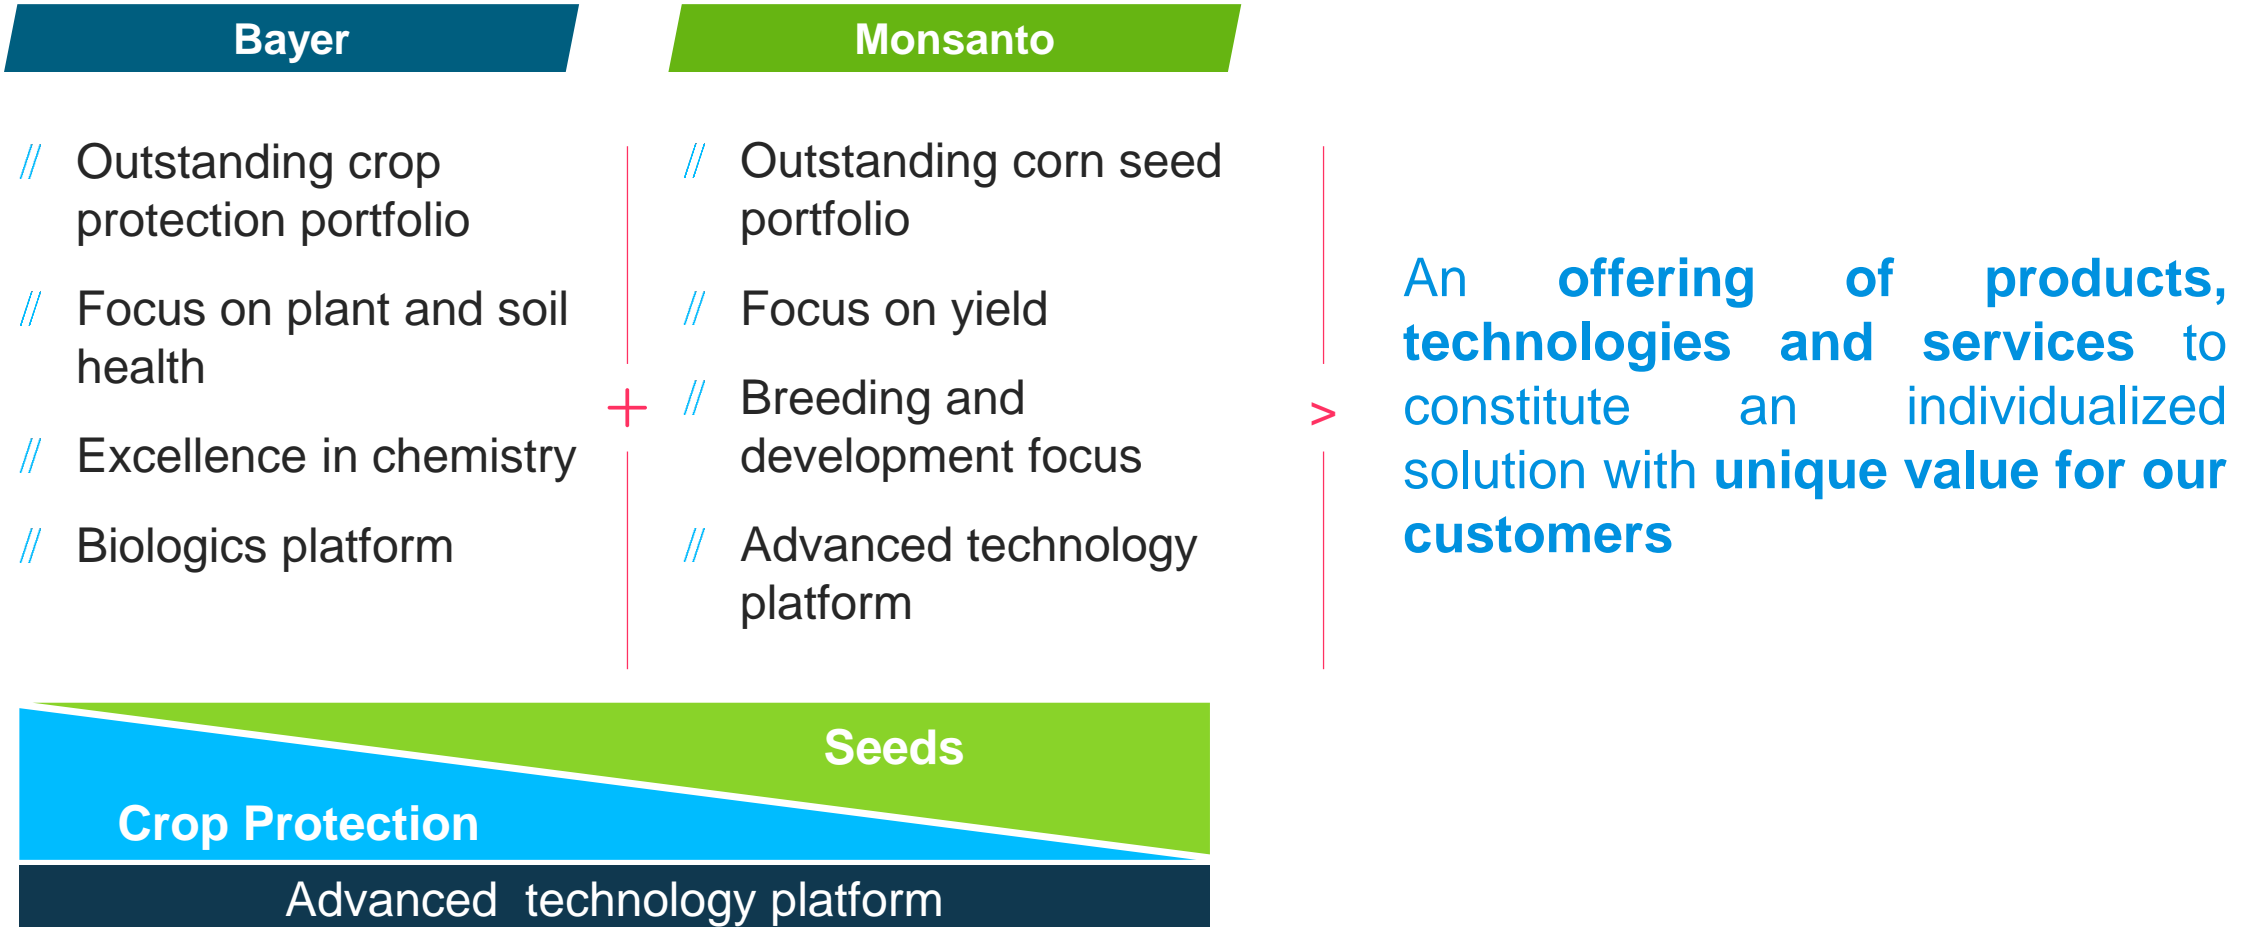 Bayer
// Outstanding crop
protection portfolio
// Focus on plant and soil
health
// Excellence in chemistry
// Biologics platform
+
Monsanto
// Outstanding corn seed
portfolio
// Focus on yield
// Breeding and
development focus
// Advanced technology
platform
>
An offering of products,
technologies and services to
constitute an individualized
solution with unique value for our
customers
Seeds
Crop Protection
Advanced technology platform